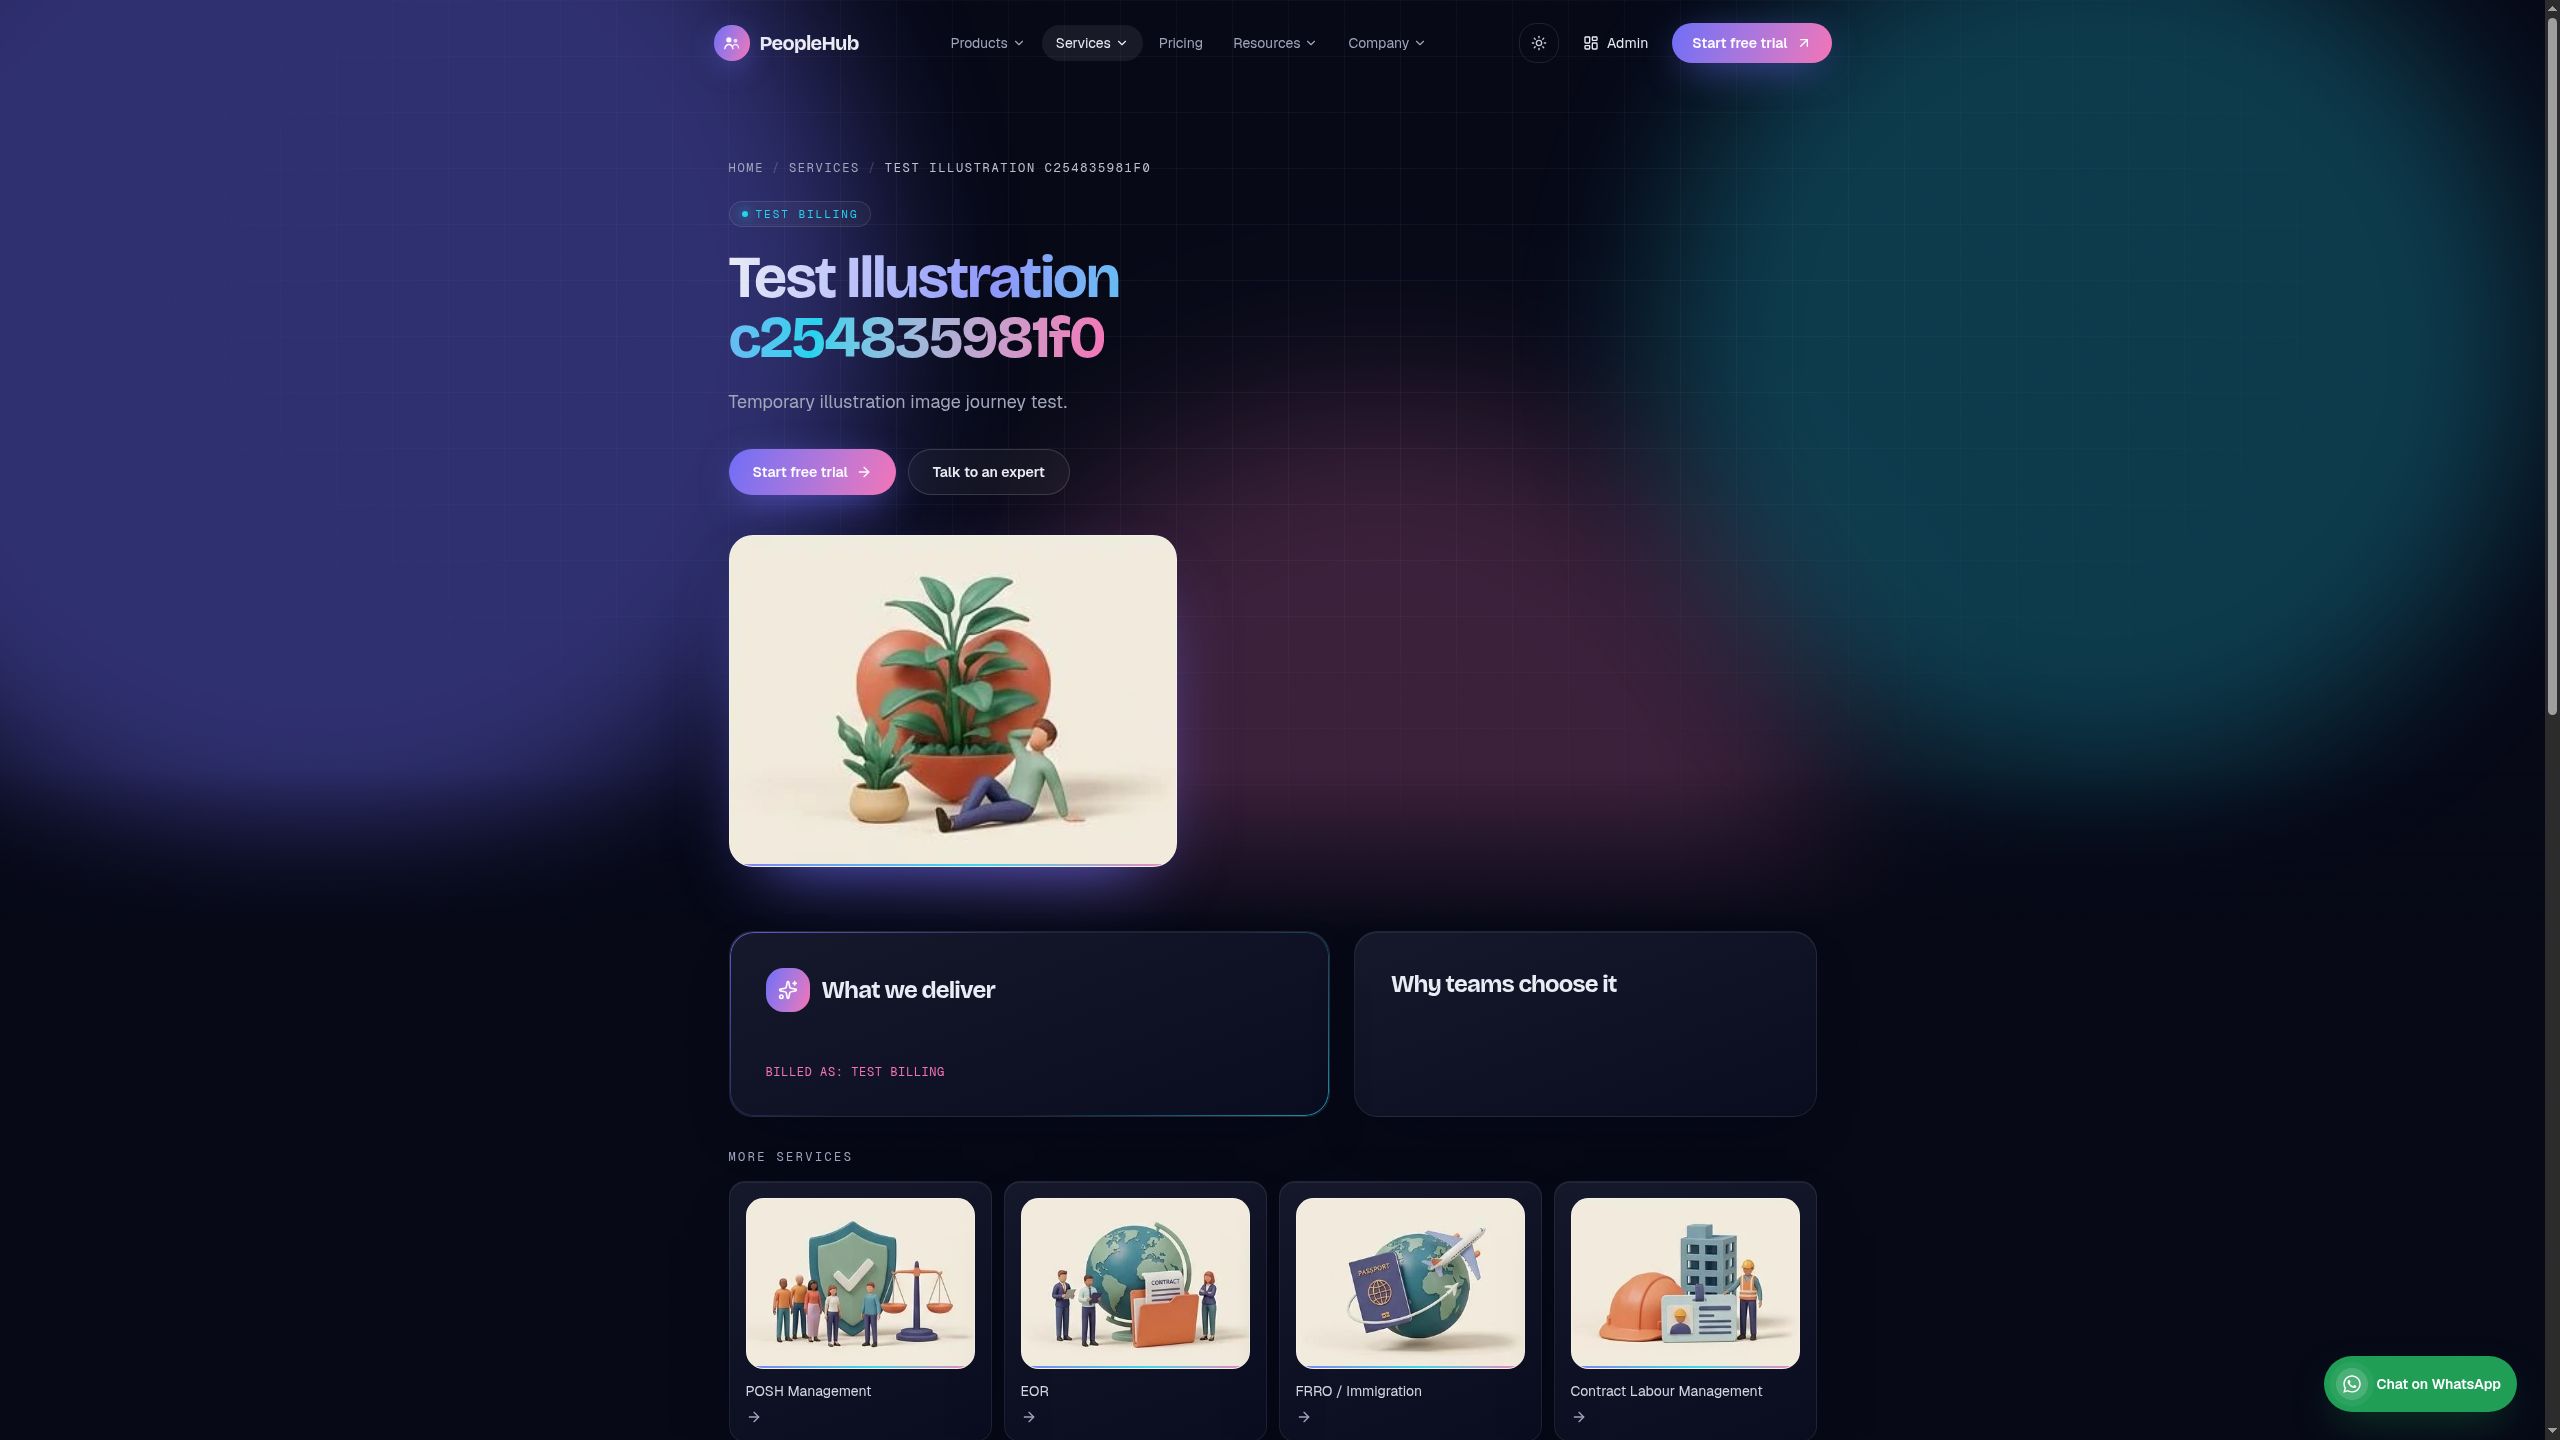 PeopleHub
Products
Services
Pricing
Resources
Company
Admin
Start free trial
HOME / SERVICES / TEST ILLUSTRATION C254835981F0
TEST BILLING
Test Illustration
c254835981f0
Temporary illustration image journey test.
Start free trial
Talk to an expert
What we deliver
BILLED AS: TEST BILLING
Why teams choose it
MORE SERVICES
CONTRACT
PASSPORT
POSH Management
EOR
FRRO / Immigration
Contract Labour Management
Chat on WhatsApp